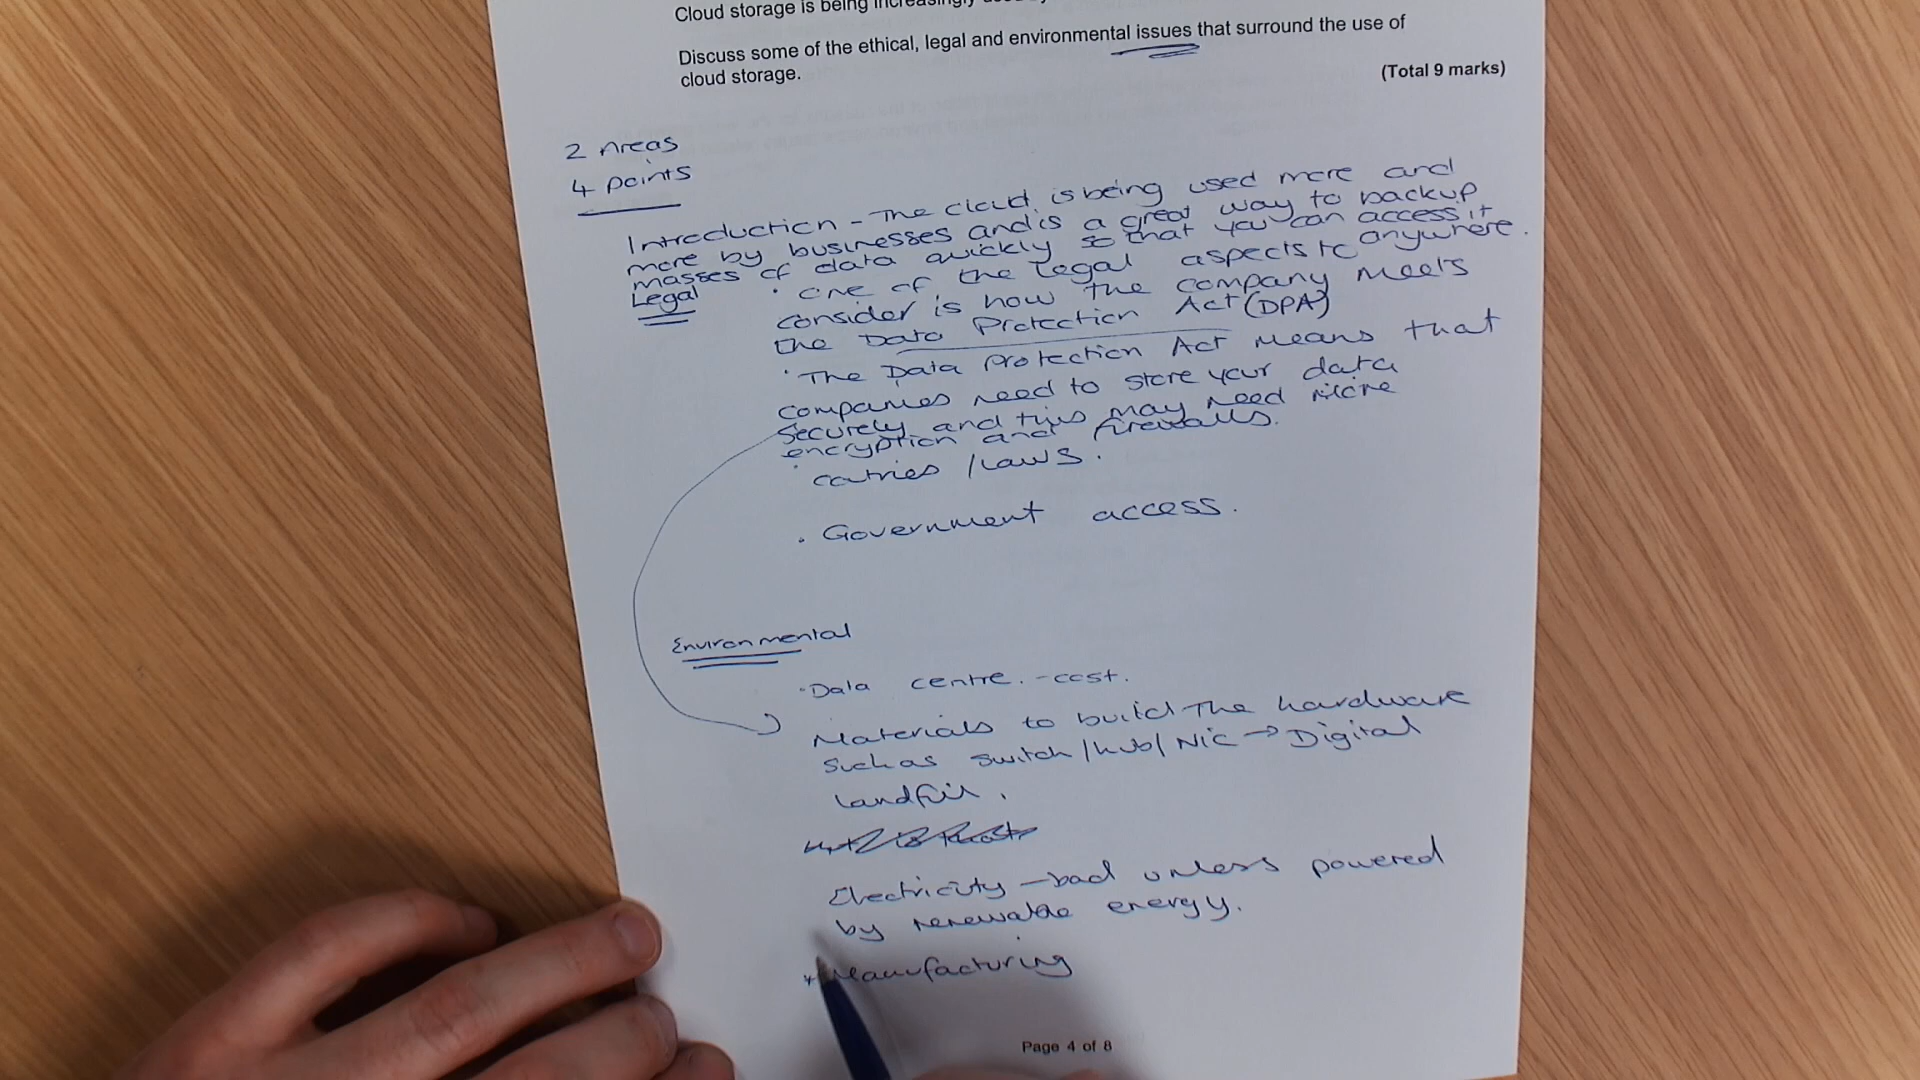 Cloud storage is being increasingly used by
Discuss some of the ethical, legal and environmental issues that surround the use of
cloud storage.
(Total 9 marks)
2 Areas
4 points
Introduction - The cloud is being used more and
more by businesses and is a great way to backup
masses of data quickly so that you can access it
anywhere.
Legal
· one of the legal aspects to
consider is how the company meets
the Data Protection Act (DPA)
· The Data Protection Act means that
companies need to store your data
securely and this may need more
encryption and firewalls.
· contries / Laws.
· Government access.
Environmental
· Data centre. - cost.
Materials to build The hardware
such as switch / hub / NIC → Digital
landfill.
Electricity - bad unless powered
by renewable energy.
Manufacturing
Page 4 of 8